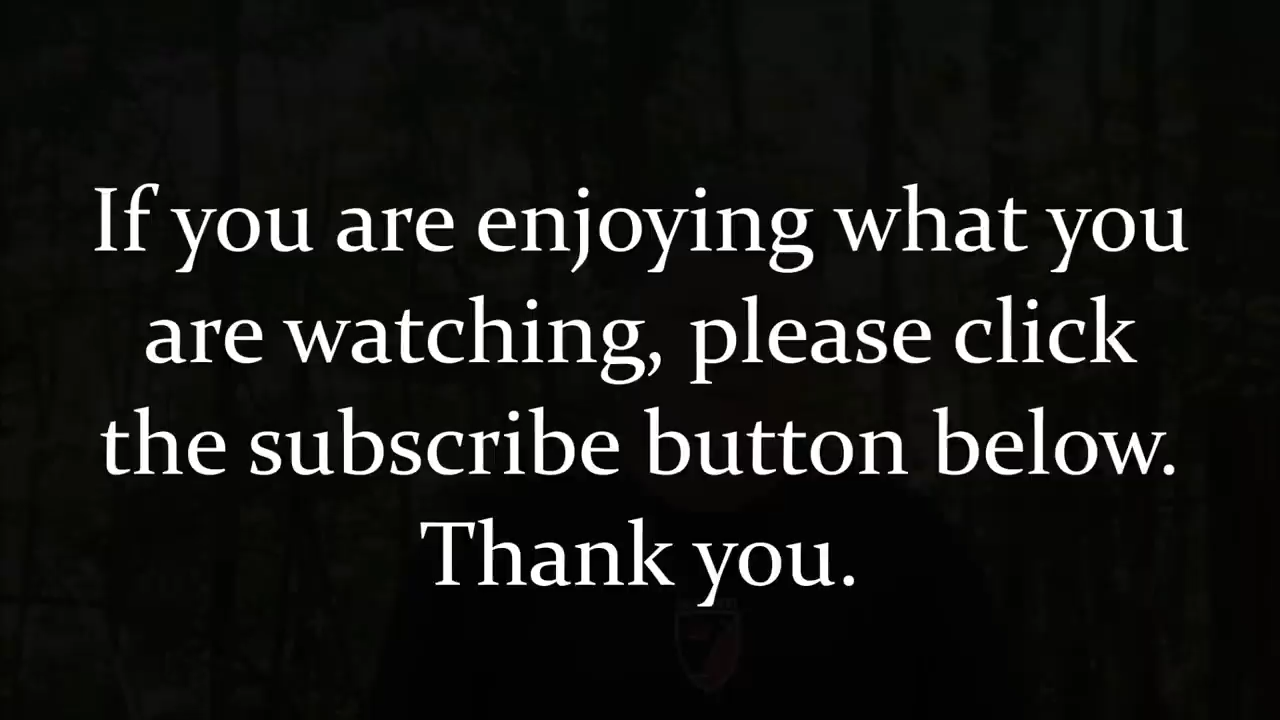 If you are enjoying what you
are watching, please click
the subscribe button below.
Thank you.